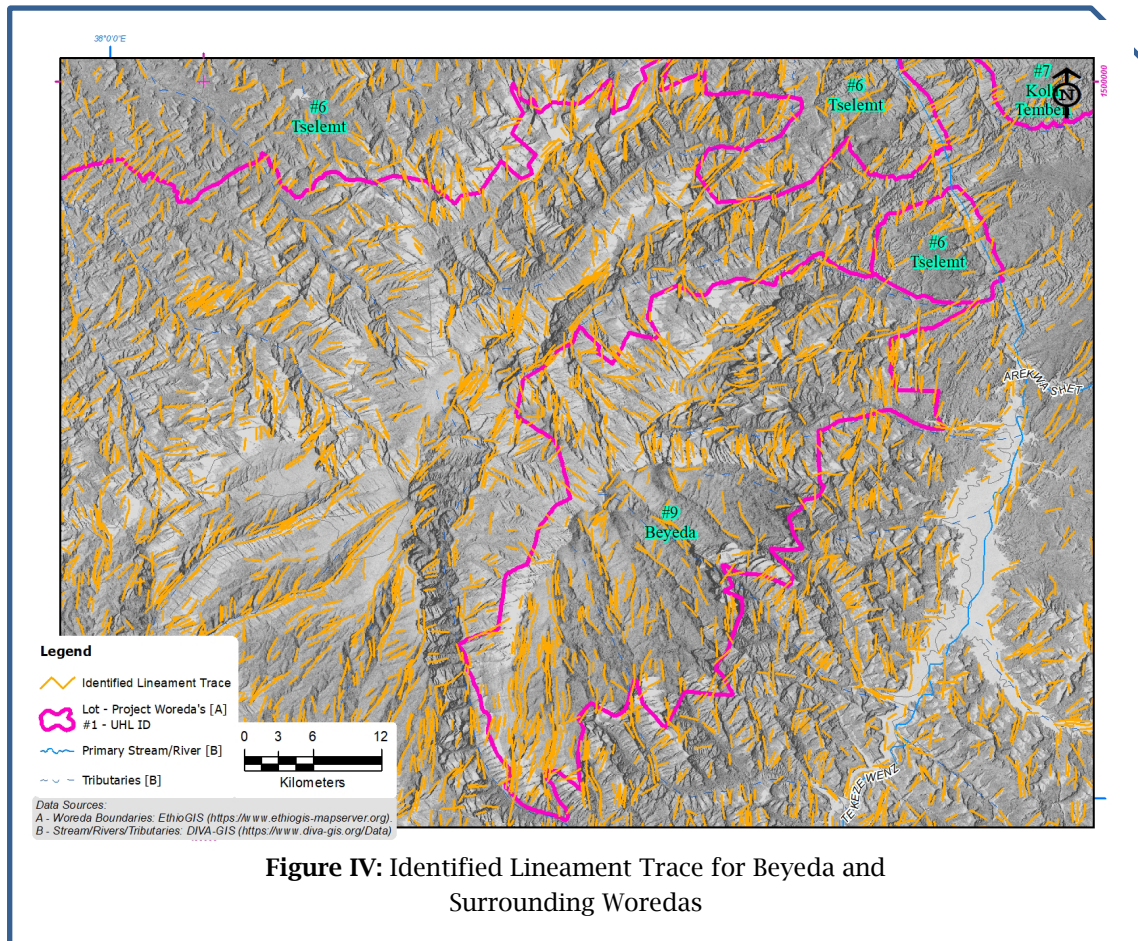 38°0'0"E
#6
Tselemt
#6
Tselemt
#7
N
1500000
#6
Tselemt
AREKWA SHET
#9
Beyeda
TEKEZE WENZ
Legend
Identified Lineament Trace
Lot - Project Woreda's [A]
#1 - UHL ID
Primary Stream/River [B]
Tributaries [B]
0 3 6 12
Kilometers
Data Sources:
A - Woreda Boundaries: EthioGIS (https://www.ethiogis-mapserver.org).
B - Stream/Rivers/Tributaries: DIVA-GIS (https://www.diva-gis.org/Data)
Figure IV: Identified Lineament Trace for Beyeda and
Surrounding Woredas